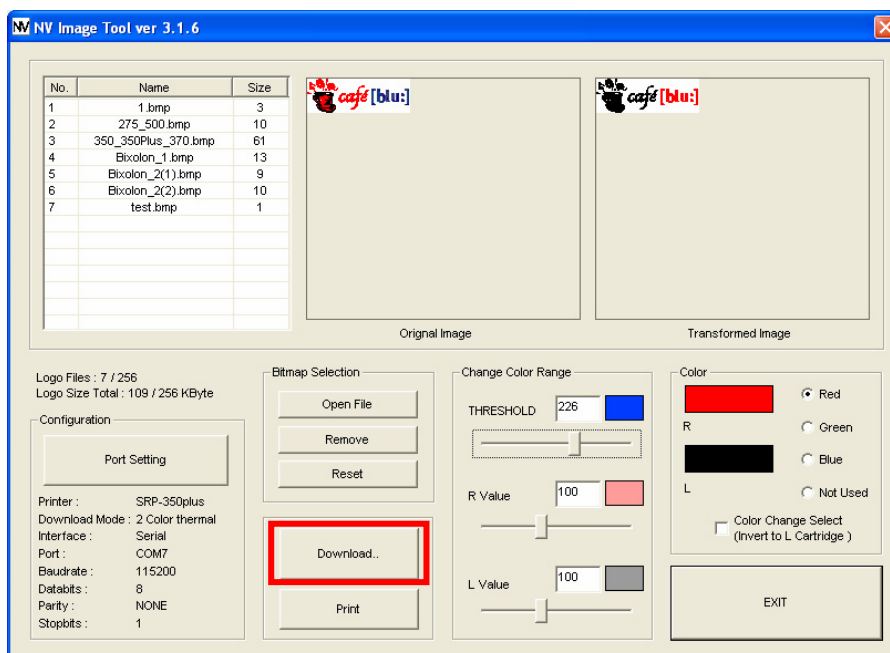 NV NV Image Tool ver 3.1.6
No. Name Size
1 1.bmp 3
2 275_500.bmp 10
3 350_350Plus_370.bmp 61
4 Bixolon_1.bmp 13
5 Bixolon_2(1).bmp 9
6 Bixolon_2(2).bmp 10
7 test.bmp 1
café [blu:]
Orignal Image
café [blu:]
Transformed Image
Logo Files : 7 / 256
Logo Size Total : 109 / 256 KByte
Configuration
Port Setting
Printer : SRP-350plus
Download Mode : 2 Color thermal
Interface : Serial
Port : COM7
Baudrate : 115200
Databits : 8
Parity : NONE
Stopbits : 1
Bitmap Selection
Open File
Remove
Reset
Download..
Print
Change Color Range
THRESHOLD 226
R Value 100
L Value 100
Color
R
L
Red
Green
Blue
Not Used
Color Change Select
(Invert to L Cartridge )
EXIT